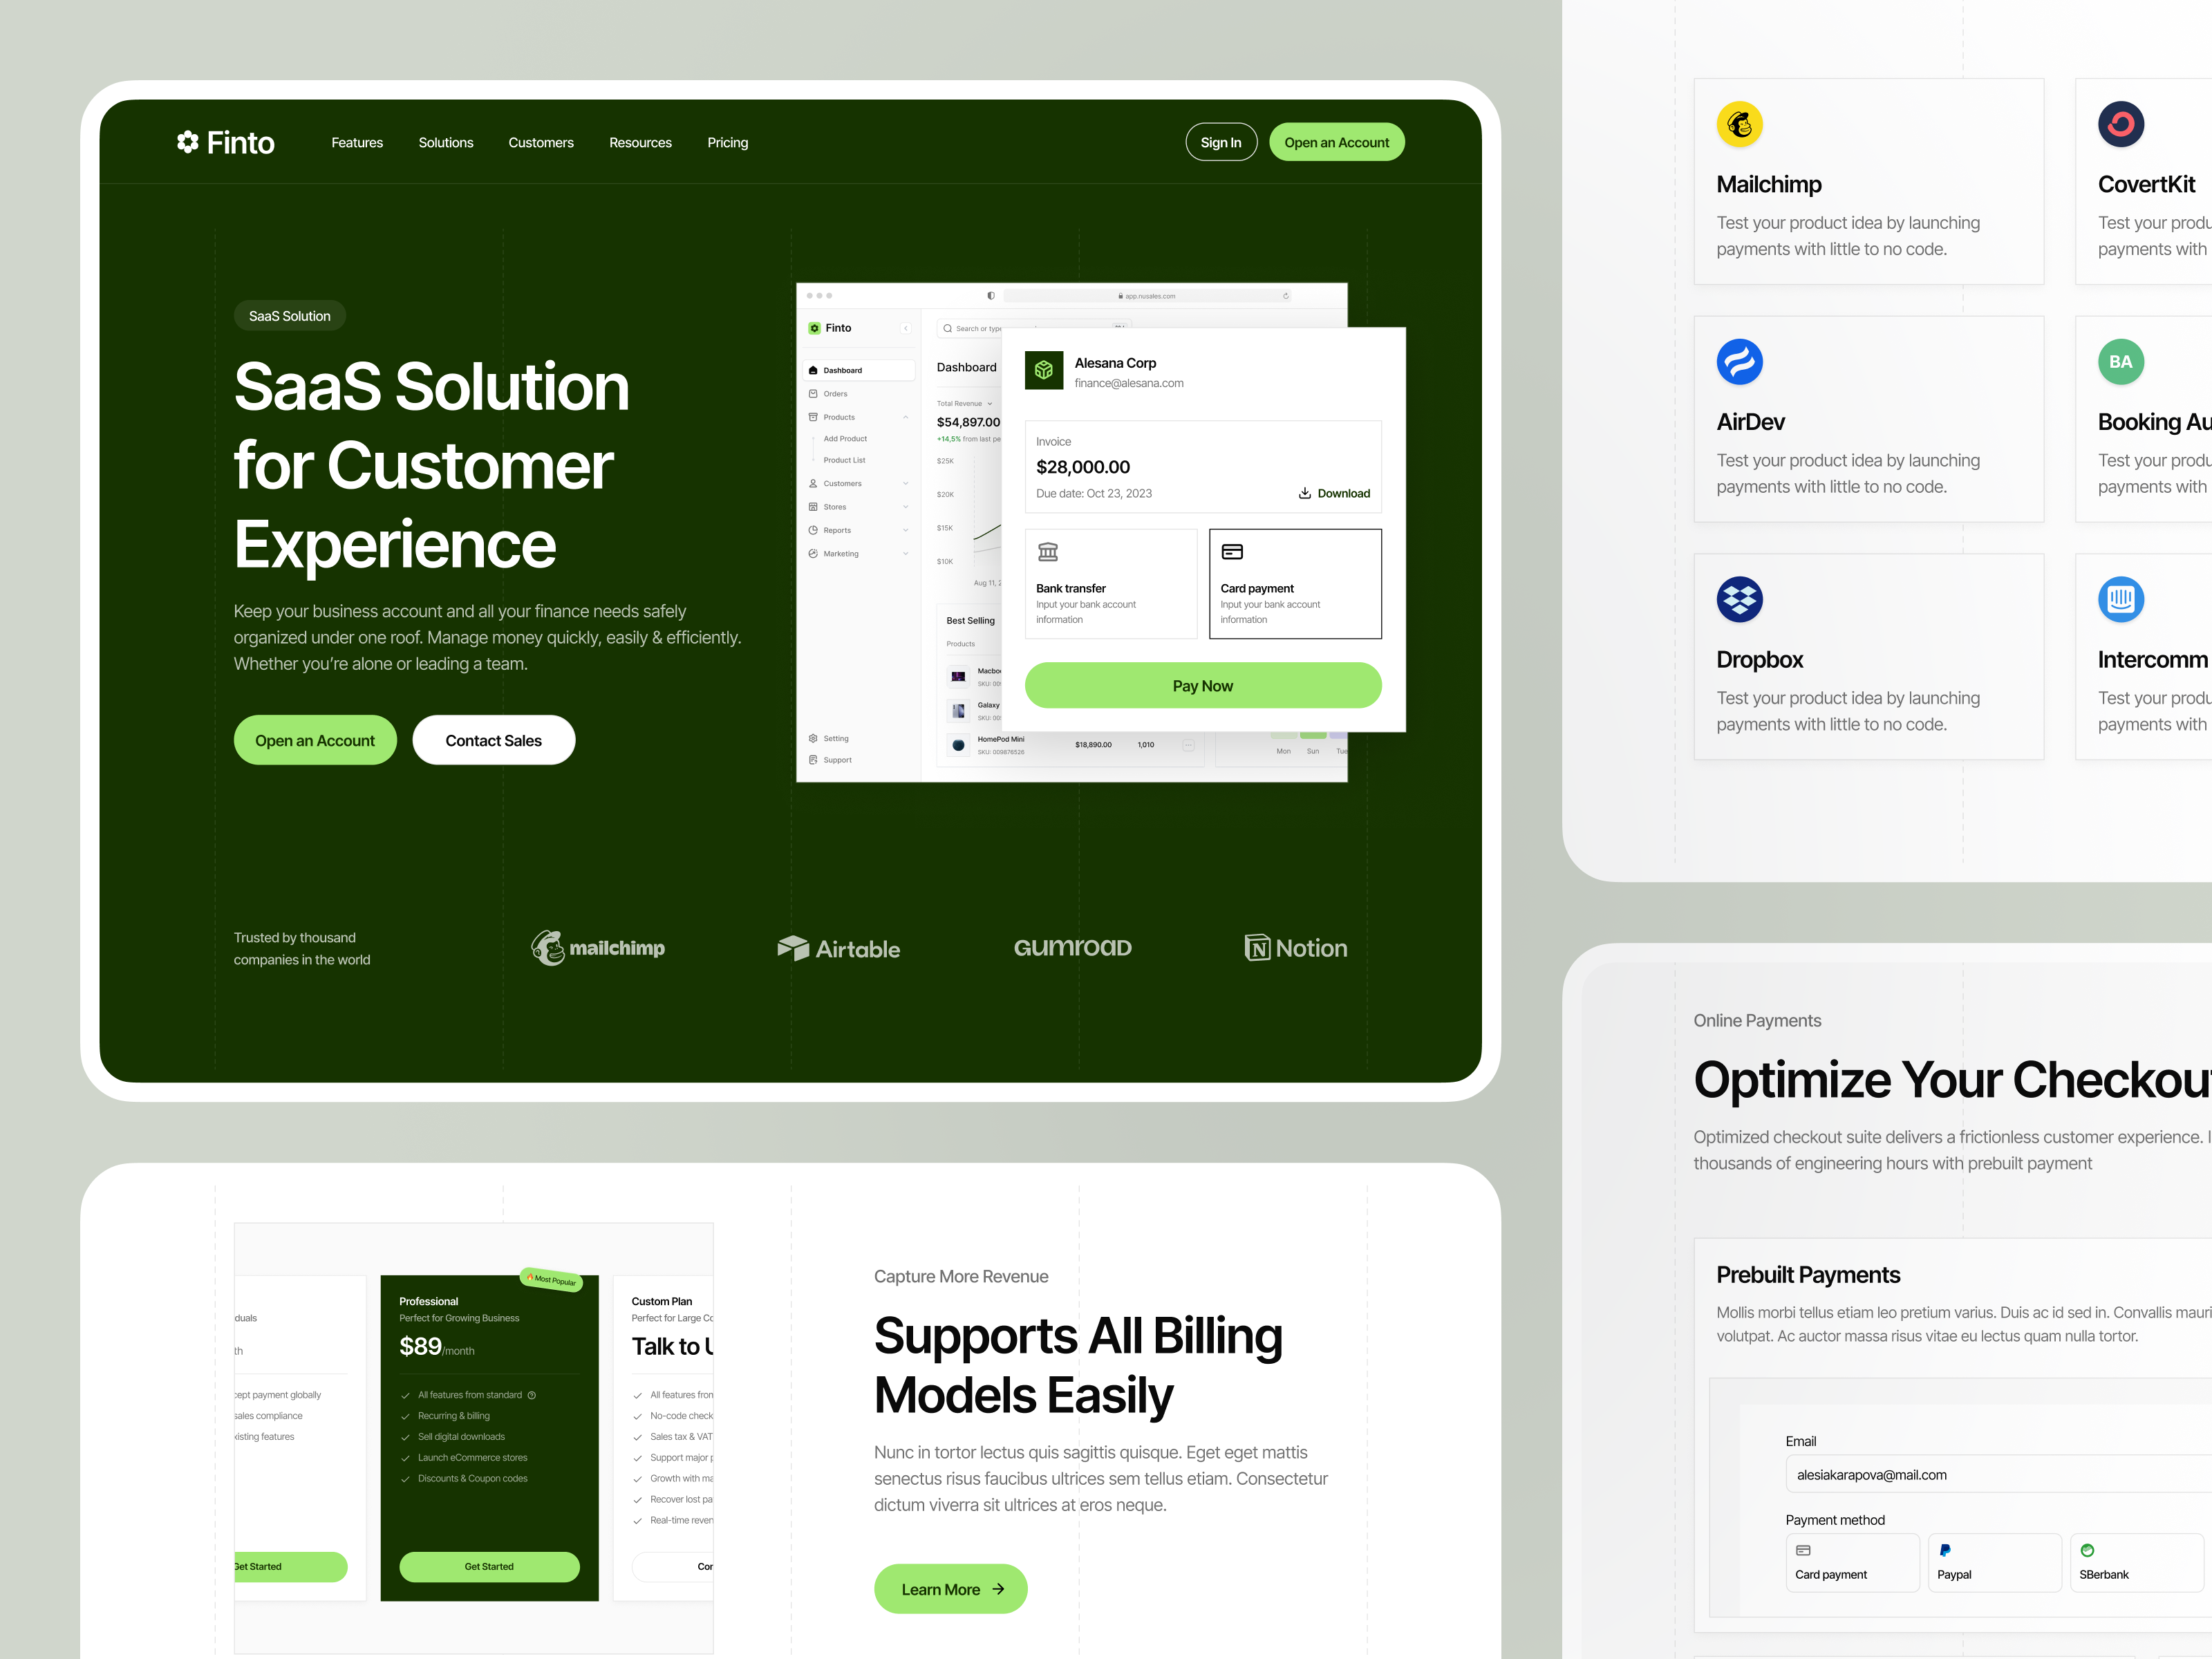 Finto
Features
Solutions
Customers
Resources
Pricing
Sign In
Open an Account
SaaS Solution
SaaS Solution
for Customer
Experience
Keep your business account and all your finance needs safely
organized under one roof. Manage money quickly, easily & efficiently.
Whether you're alone or leading a team.
Open an Account
Contact Sales
app.nusales.com
Finto
Search or type
Dashboard
Orders
Products
Add Product
Product List
Customers
Stores
Reports
Marketing
Setting
Support
Dashboard
Total Revenue
$54,897.00
+14,5% from last pe
$25K
$20K
$15K
$10K
Aug 11, 2
Best Selling
Products
Macbo
SKU: 00
Galaxy
SKU: 00
HomePod Mini
SKU: 009876526
$18,890.00
1,010
Mon
Sun
Tue
Alesana Corp
finance@alesana.com
Invoice
$28,000.00
Due date: Oct 23, 2023
Download
Bank transfer
Input your bank account
information
Card payment
Input your bank account
information
Pay Now
Trusted by thousand
companies in the world
mailchimp
Airtable
GUMROAD
Notion
duals
th
cept payment globally
sales compliance
xisting features
Get Started
Most Popular
Professional
Perfect for Growing Business
$89/month
All features from standard
Recurring & billing
Sell digital downloads
Launch eCommerce stores
Discounts & Coupon codes
Get Started
Custom Plan
Perfect for Large Co
Talk to U
All features from
No-code check
Sales tax & VAT
Support major p
Growth with ma
Recover lost pa
Real-time reven
Con
Capture More Revenue
Supports All Billing
Models Easily
Nunc in tortor lectus quis sagittis quisque. Eget eget mattis
senectus risus faucibus ultrices sem tellus etiam. Consectetur
dictum viverra sit ultrices at eros neque.
Learn More
Mailchimp
Test your product idea by launching
payments with little to no code.
CovertKit
Test your produ
payments with
AirDev
Test your product idea by launching
payments with little to no code.
BA
Booking Au
Test your produ
payments with
Dropbox
Test your product idea by launching
payments with little to no code.
Intercomm
Test your produ
payments with
Online Payments
Optimize Your Checkout
Optimized checkout suite delivers a frictionless customer experience. I
thousands of engineering hours with prebuilt payment
Prebuilt Payments
Mollis morbi tellus etiam leo pretium varius. Duis ac id sed in. Convallis mauri
volutpat. Ac auctor massa risus vitae eu lectus quam nulla tortor.
Email
alesiakarapova@mail.com
Payment method
Card payment
Paypal
SBerbank